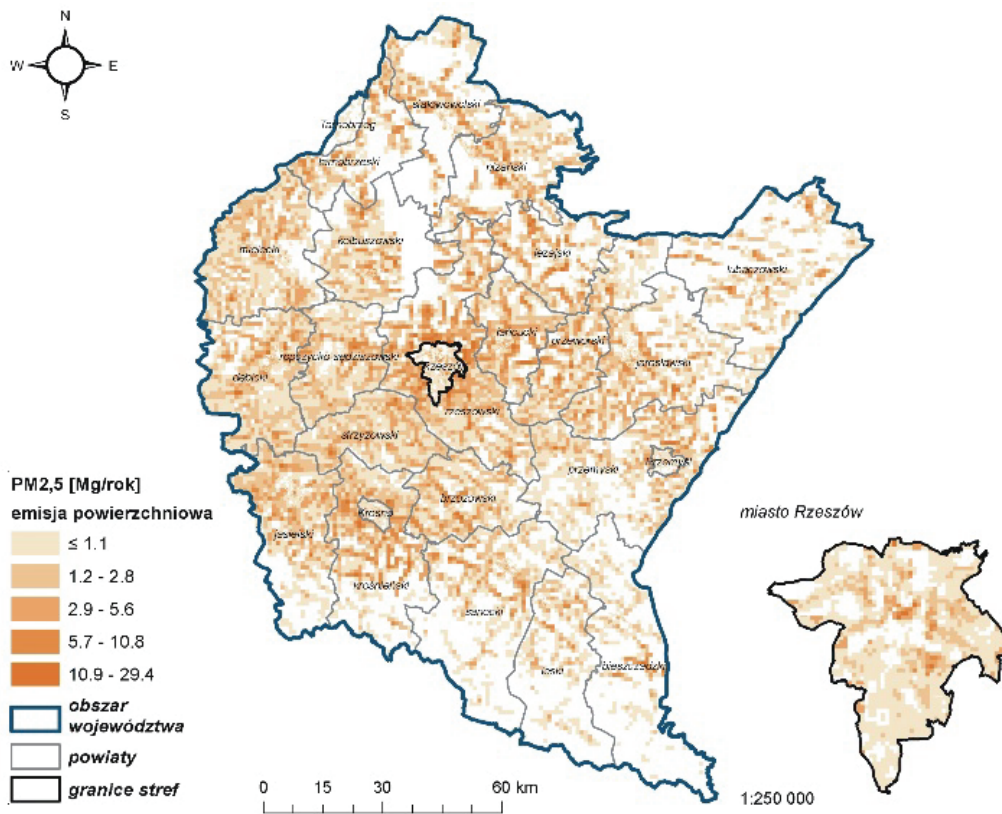 N
W E
S
stalowowolski
Tarnobrzeg
tarnobrzeski
niżański
mielecki
kolbuszowski
leżajski
lubaczowski
łańcucki
przeworski
ropczycko-sędziszowski
Rzeszów
jarosławski
dębicki
rzeszowski
strzyżowski
przemyski
Przemyśl
brzozowski
Krosno
jasielski
krośnieński
sanocki
leski
bieszczadzki
PM2,5 [Mg/rok]
emisja powierzchniowa
≤ 1.1
1.2 - 2.8
2.9 - 5.6
5.7 - 10.8
10.9 - 29.4
obszar
województwa
powiaty
granice stref
miasto Rzeszów
0 15 30 60 km
1:250 000